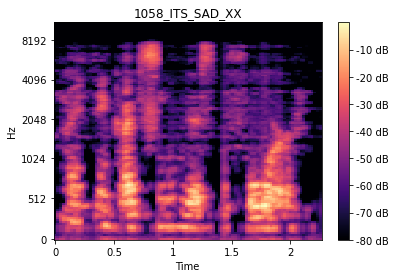 1058_ITS_SAD_XX
8192
4096
2048
1024
512
0
Hz
0
0.5
1
1.5
2
Time
-10 dB
-20 dB
-30 dB
-40 dB
-50 dB
-60 dB
-70 dB
-80 dB